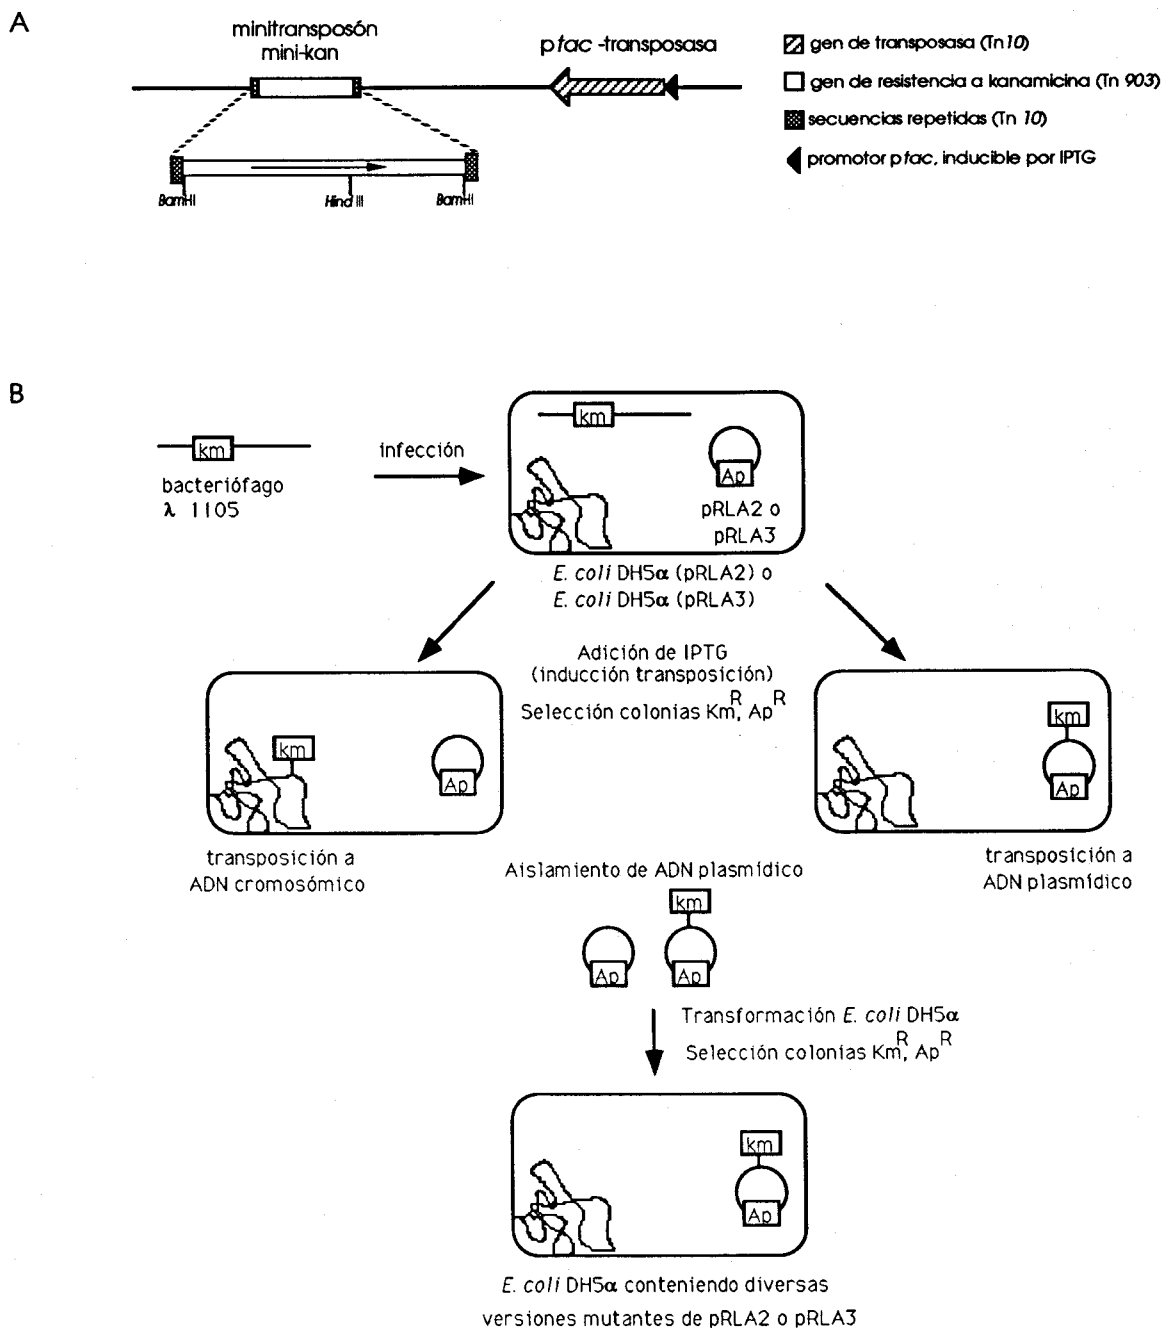 A
minitransposón
mini-kan
ptac -transposasa
gen de transposasa (Tn10)
gen de resistencia a kanamicina (Tn 903)
secuencias repetidas (Tn 10)
promotor ptac, inducible por IPTG
BamHI
Hind III
BamHI
B
km
bacteriófago
λ 1105
infección
km
Ap
pRLA2 o
pRLA3
E. coli DH5α (pRLA2) o
E. coli DH5α (pRLA3)
Adición de IPTG
(inducción transposición)
Selección colonias Km^R, Ap^R
km
Ap
km
Ap
transposición a
ADN cromosómico
transposición a
ADN plasmídico
Aislamiento de ADN plasmídico
km
Ap
Ap
Transformación E. coli DH5α
Selección colonias Km^R, Ap^R
km
Ap
E. coli DH5α conteniendo diversas
versiones mutantes de pRLA2 o pRLA3